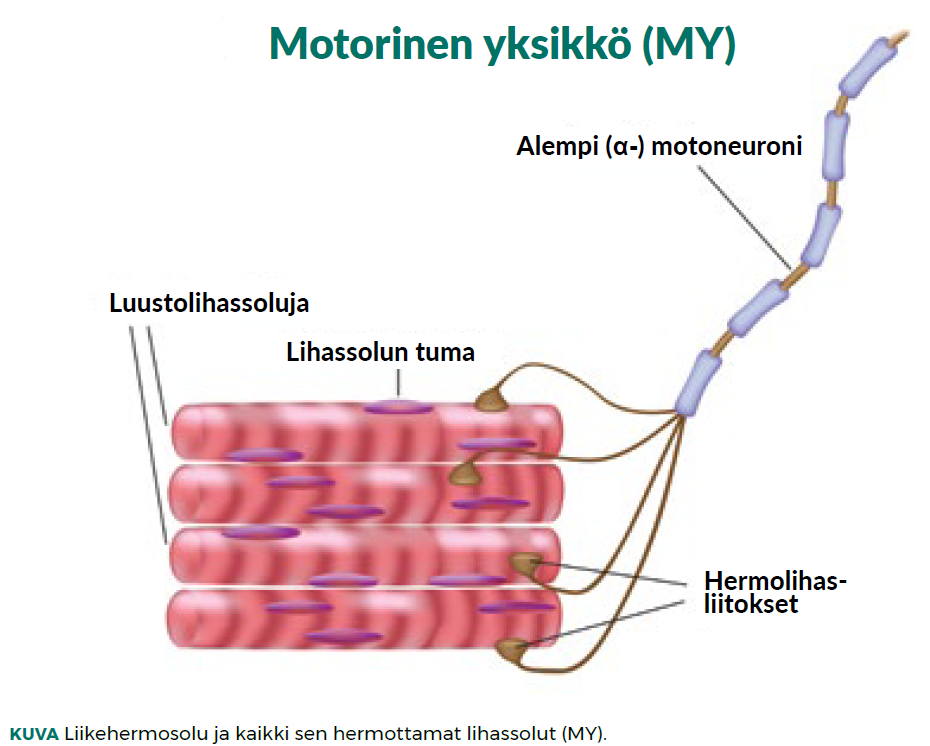 Motorinen yksikkö (MY)
Alempi (α-) motoneuroni
Luustolihassoluja
Lihassolun tuma
Hermolihas-
liitokset
KUVA Liikehermosolu ja kaikki sen hermottamat lihassolut (MY).